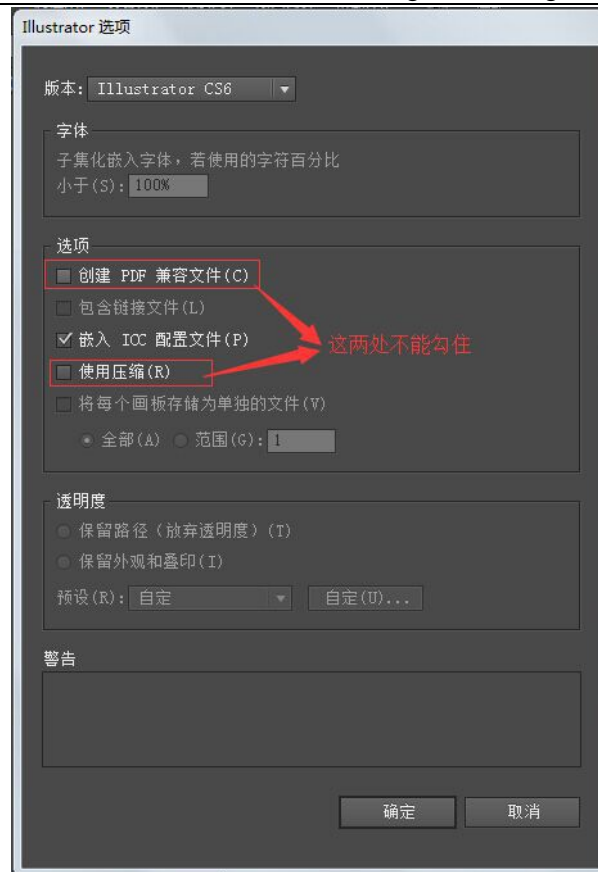 Illustrator 选项
版本: Illustrator CS6
字体
子集化嵌入字体，若使用的字符百分比
小于(S): 100%
选项
创建 PDF 兼容文件(C)
包含链接文件(L)
嵌入 ICC 配置文件(P)
这两处不能勾住
使用压缩(R)
将每个画板存储为单独的文件(V)
全部(A) 范围(G): 1
透明度
保留路径（放弃透明度）(T)
保留外观和叠印(I)
预设(R): 自定 自定(U)...
警告
确定 取消